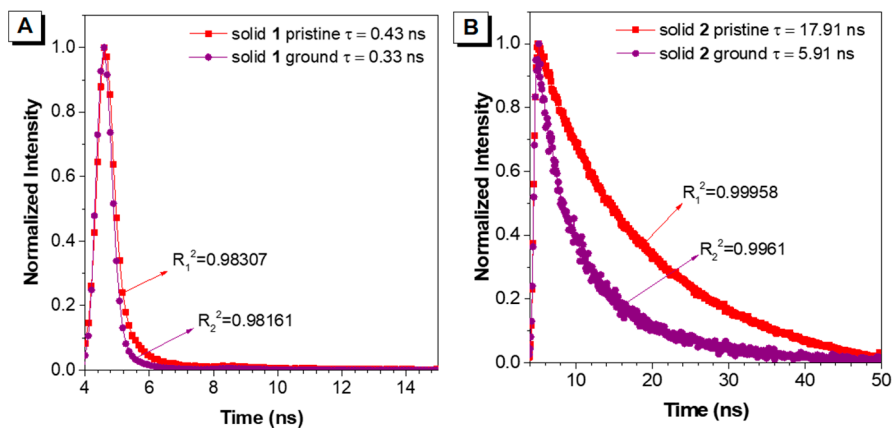 A
solid 1 pristine τ = 0.43 ns
solid 1 ground τ = 0.33 ns
Normalized Intensity
1.0
0.8
0.6
0.4
0.2
0.0
R₁²=0.98307
R₂²=0.98161
4 6 8 10 12 14
Time (ns)
B
solid 2 pristine τ = 17.91 ns
solid 2 ground τ = 5.91 ns
Normalized Intensity
1.0
0.8
0.6
0.4
0.2
0.0
R₁²=0.99958
R₂²=0.9961
10 20 30 40 50
Time (ns)